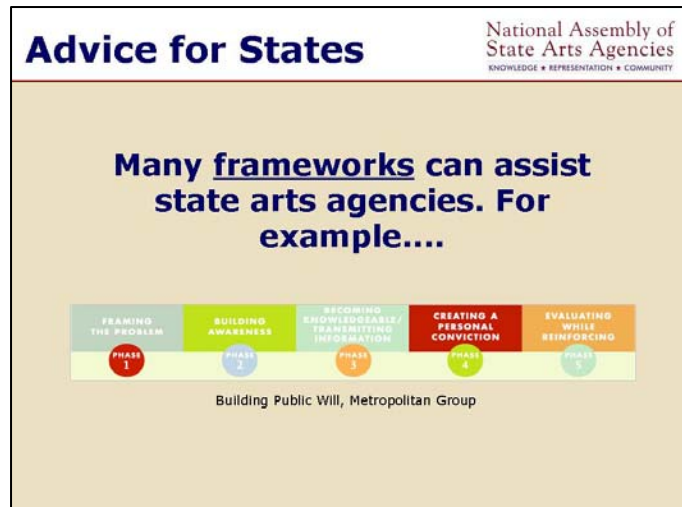 Advice for States
National Assembly of
State Arts Agencies
KNOWLEDGE ★ REPRESENTATION ★ COMMUNITY
Many frameworks can assist
state arts agencies. For
example....
FRAMING
THE PROBLEM
PHASE
1
BUILDING
AWARENESS
PHASE
2
BECOMING
KNOWLEDGEABLE/
TRANSMITTING
INFORMATION
PHASE
3
CREATING A
PERSONAL
CONVICTION
PHASE
4
EVALUATING
WHILE
REINFORCING
PHASE
5
Building Public Will, Metropolitan Group